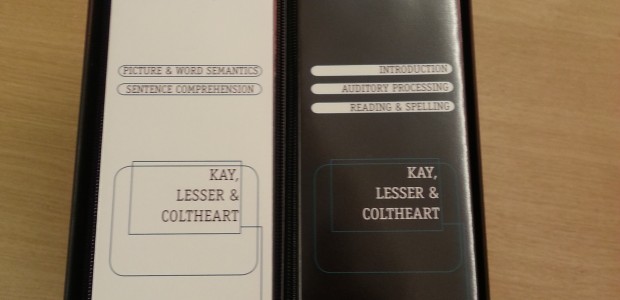 PICTURE & WORD SEMANTICS
SENTENCE COMPREHENSION
KAY,
LESSER &
COLTHEART
INTRODUCTION
AUDITORY PROCESSING
READING & SPELLING
KAY,
LESSER &
COLTHEART